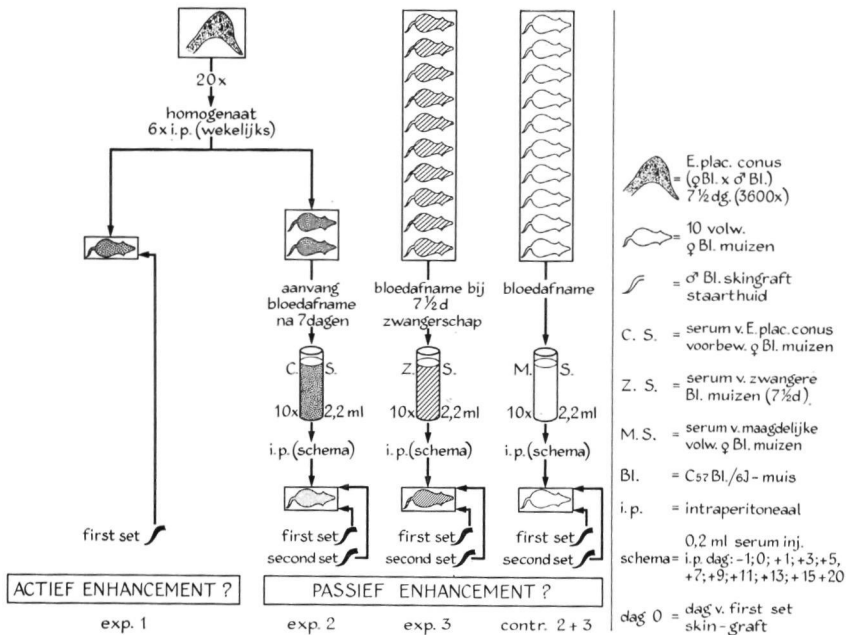 20x
homogenaat
6x i.p. (wekelijks)
aanvang
bloedafname
na 7dagen
bloedafname bij
7½d
zwangerschap
bloedafname
C. S.
10x 2,2 ml
Z. S.
10x 2,2 ml
M. S.
10x 2,2 ml
i.p. (schema)
i.p. (schema)
i.p. (schema)
first set
first set
second set
first set
second set
first set
second set
ACTIEF ENHANCEMENT ?
PASSIEF ENHANCEMENT ?
exp. 1
exp. 2
exp. 3
contr. 2 + 3
= E. plac. conus
(♀ Bl. x ♂ Bl.)
7½dg. (3600x)
= 10 volw.
♀ Bl. muizen
= ♂ Bl. skingraft
staarthuid
C. S. = serum v. E. plac. conus
voorbew. ♀ Bl. muizen
Z. S. = serum v. zwangere
Bl. muizen (7½d)
M. S. = serum v. maagdelijke
volw. ♀ Bl. muizen
Bl. = C57 Bl./6J - muis
i.p. = intraperitoneaal
schema = 0,2 ml serum inj.
i.p. dag: -1; 0; +1; +3; +5,
+7; +9; +11; +13; +15 +20
dag 0 = dag v. first set
skin-graft